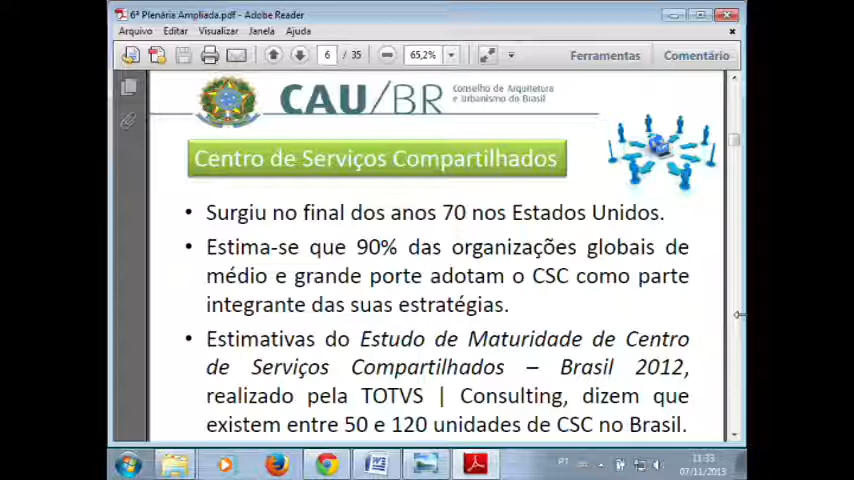 6ª Plenária Ampliada.pdf - Adobe Reader
Arquivo Editar Visualizar Janela Ajuda
6 / 35 65,2% Ferramentas Comentário
CAU/BR Conselho de Arquitetura
e Urbanismo do Brasil
Centro de Serviços Compartilhados
• Surgiu no final dos anos 70 nos Estados Unidos.
• Estima-se que 90% das organizações globais de
médio e grande porte adotam o CSC como parte
integrante das suas estratégias.
• Estimativas do Estudo de Maturidade de Centro
de Serviços Compartilhados – Brasil 2012,
realizado pela TOTVS | Consulting, dizem que
existem entre 50 e 120 unidades de CSC no Brasil.
PT 11:33
07/11/2013